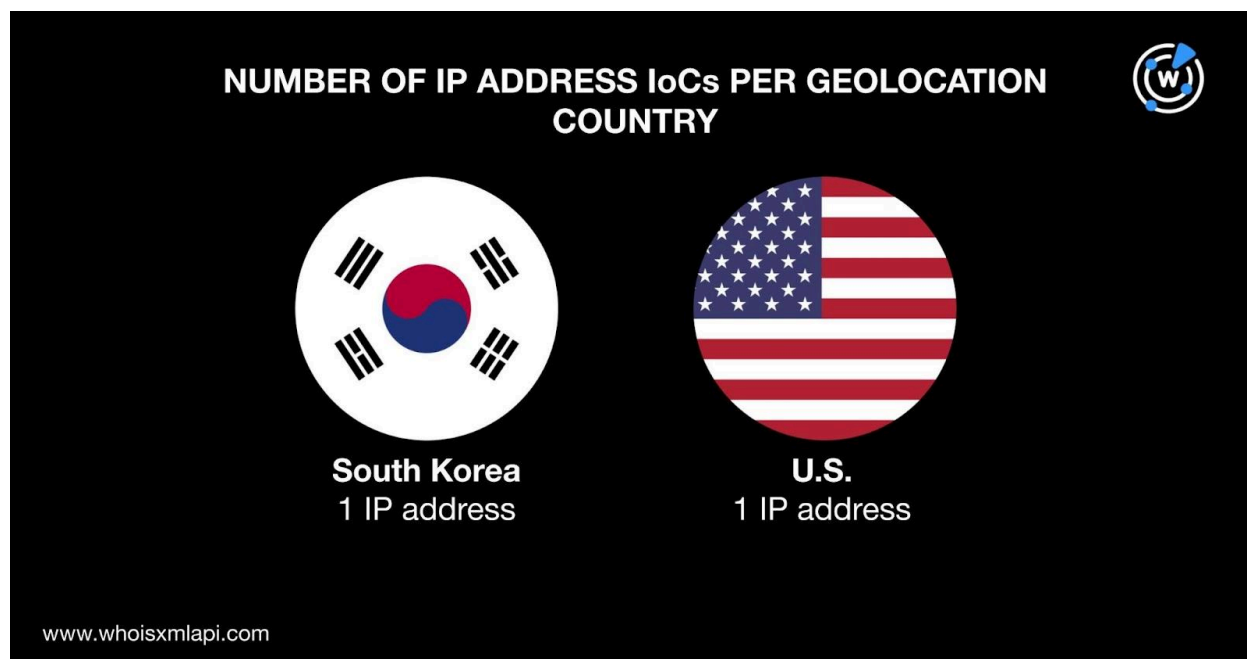 NUMBER OF IP ADDRESS IoCs PER GEOLOCATION
COUNTRY
W
South Korea
1 IP address
U.S.
1 IP address
www.whoisxmlapi.com